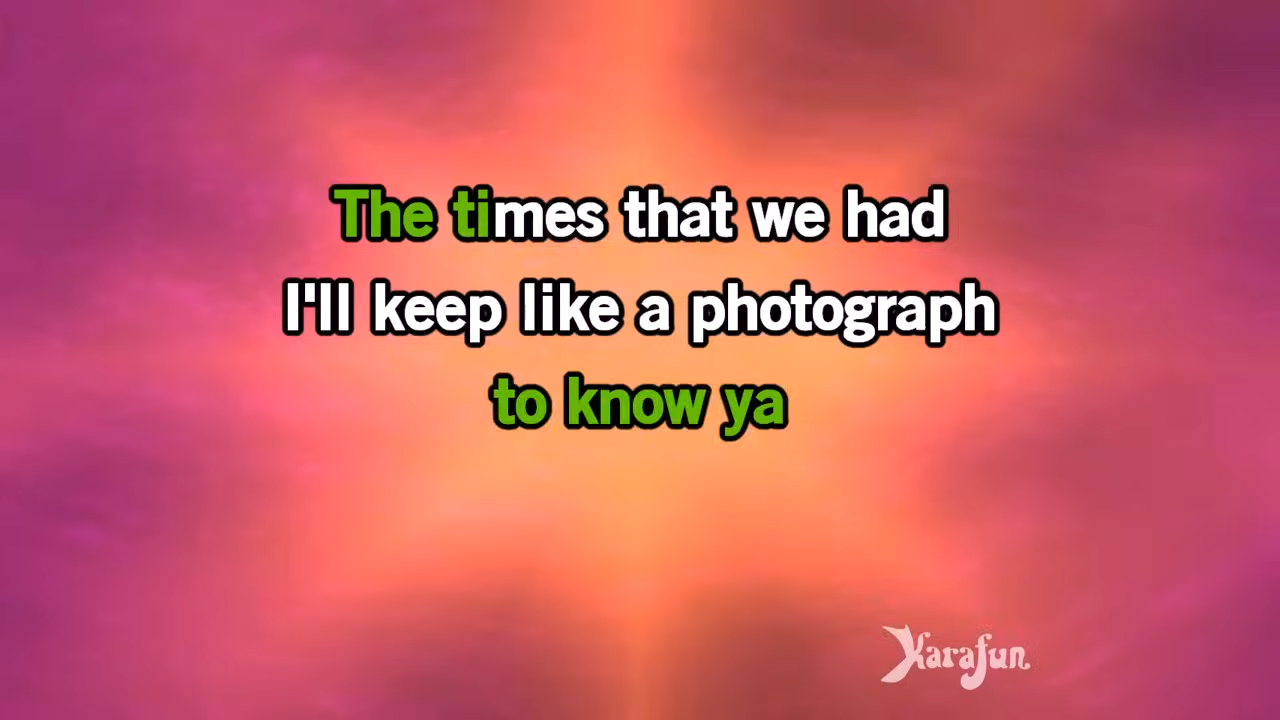 The times that we had
I'll keep like a photograph
to know ya
Karafun